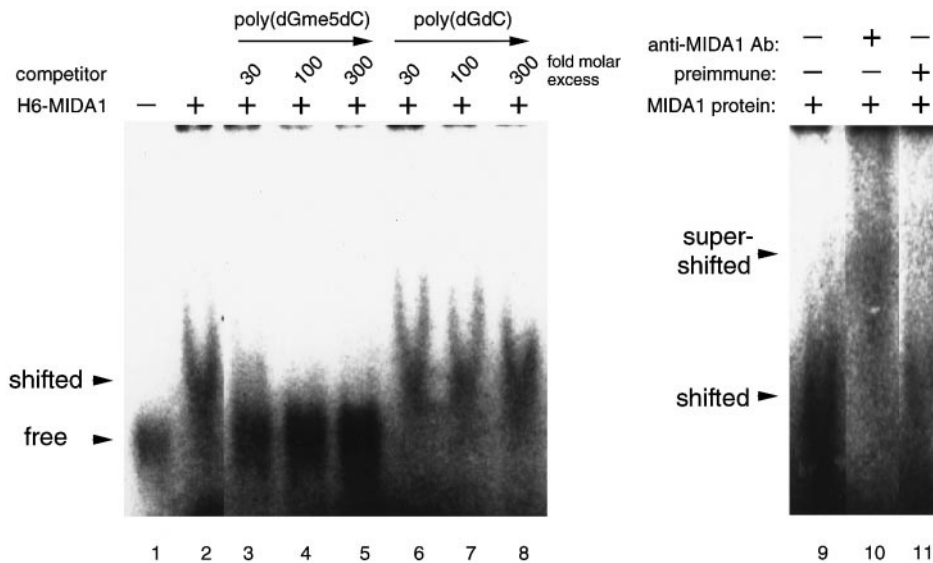 poly(dGme5dC) poly(dGdC)
competitor 30 100 300 30 100 300 fold molar excess
H6-MIDA1 − + + + + + + +
shifted
free
1 2 3 4 5 6 7 8
anti-MIDA1 Ab: − + −
preimmune: − − +
MIDA1 protein: + + +
super-
shifted
shifted
9 10 11